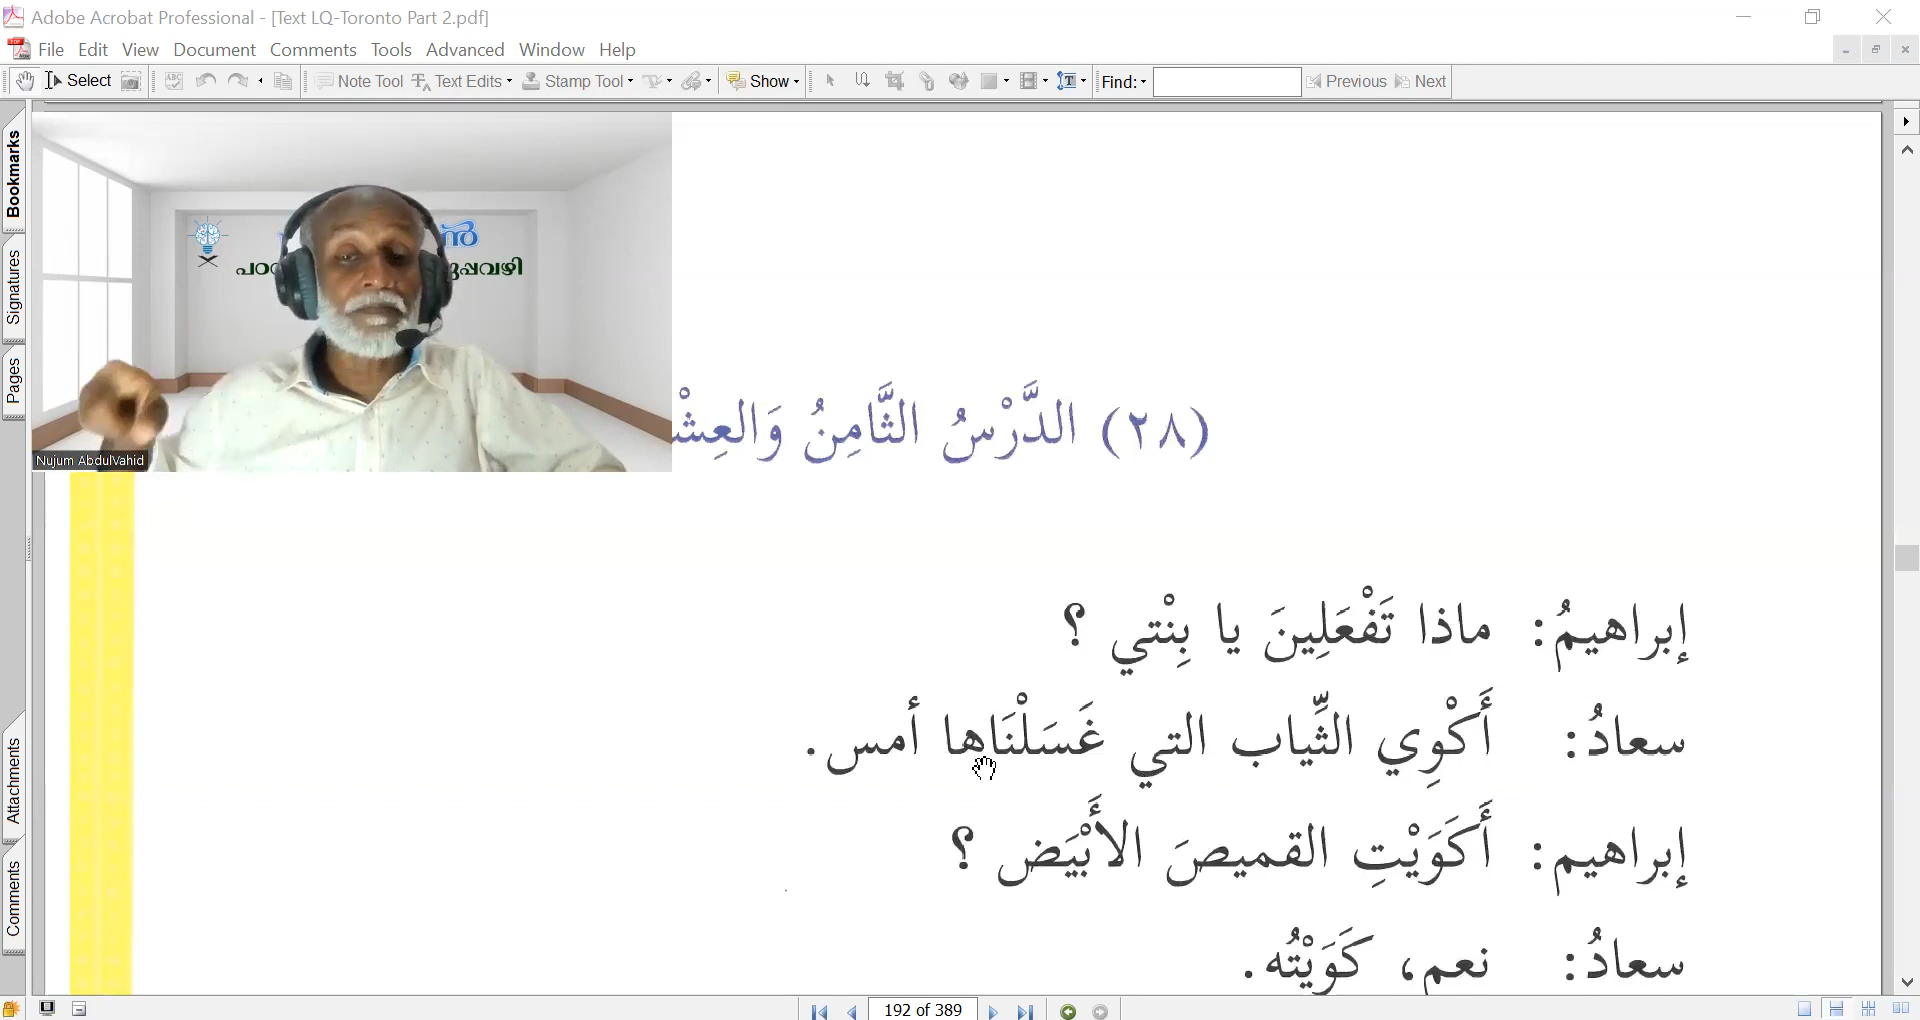 Adobe Acrobat Professional - [Text LQ-Toronto Part 2.pdf]
File Edit View Document Comments Tools Advanced Window Help
Select Note Tool Text Edits Stamp Tool Show Find: Previous Next
Bookmarks
Signatures
Pages
Attachments
Comments
Nujum AbdulVahid
(٢٨) الدَّرْسُ الثَّامِنُ
إبراهيمُ: ماذا تَفْعَلِينَ يا بِنْتي ؟
سعادُ: أَكْوِي الثِّياب التي غَسَلْنَاها أمس.
إبراهيم: أَكَوَيْتِ القميصَ الأَبْيَض ؟
سعادُ: نعم، كَوَيْتُه.
192 of 389